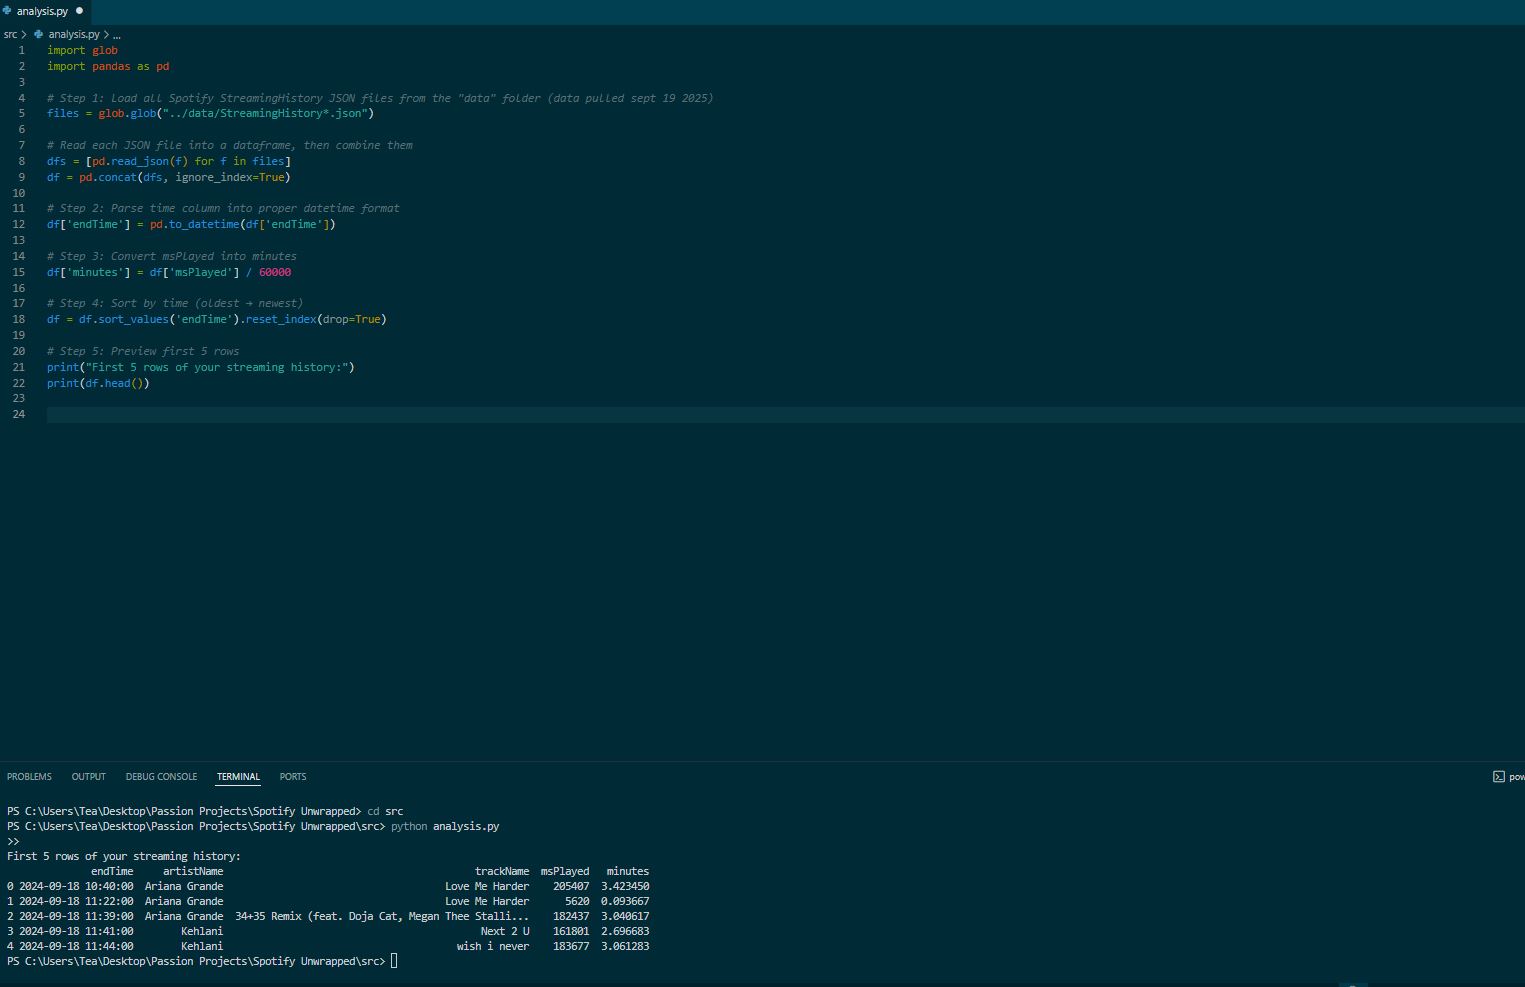 analysis.py
src > analysis.py > ...
1 import glob
2 import pandas as pd
3
4 # Step 1: Load all Spotify StreamingHistory JSON files from the "data" folder (data pulled sept 19 2025)
5 files = glob.glob("../data/StreamingHistory*.json")
6
7 # Read each JSON file into a dataframe, then combine them
8 dfs = [pd.read_json(f) for f in files]
9 df = pd.concat(dfs, ignore_index=True)
10
11 # Step 2: Parse time column into proper datetime format
12 df['endTime'] = pd.to_datetime(df['endTime'])
13
14 # Step 3: Convert msPlayed into minutes
15 df['minutes'] = df['msPlayed'] / 60000
16
17 # Step 4: Sort by time (oldest → newest)
18 df = df.sort_values('endTime').reset_index(drop=True)
19
20 # Step 5: Preview first 5 rows
21 print("First 5 rows of your streaming history:")
22 print(df.head())
23
24
PROBLEMS OUTPUT DEBUG CONSOLE TERMINAL PORTS pow
PS C:\Users\Tea\Desktop\Passion Projects\Spotify Unwrapped> cd src
PS C:\Users\Tea\Desktop\Passion Projects\Spotify Unwrapped\src> python analysis.py
>>
First 5 rows of your streaming history:
endTime artistName trackName msPlayed minutes
0 2024-09-18 10:40:00 Ariana Grande Love Me Harder 205407 3.423450
1 2024-09-18 11:22:00 Ariana Grande Love Me Harder 5620 0.093667
2 2024-09-18 11:39:00 Ariana Grande 34+35 Remix (feat. Doja Cat, Megan Thee Stalli... 182437 3.040617
3 2024-09-18 11:41:00 Kehlani Next 2 U 161801 2.696683
4 2024-09-18 11:44:00 Kehlani wish i never 183677 3.061283
PS C:\Users\Tea\Desktop\Passion Projects\Spotify Unwrapped\src>